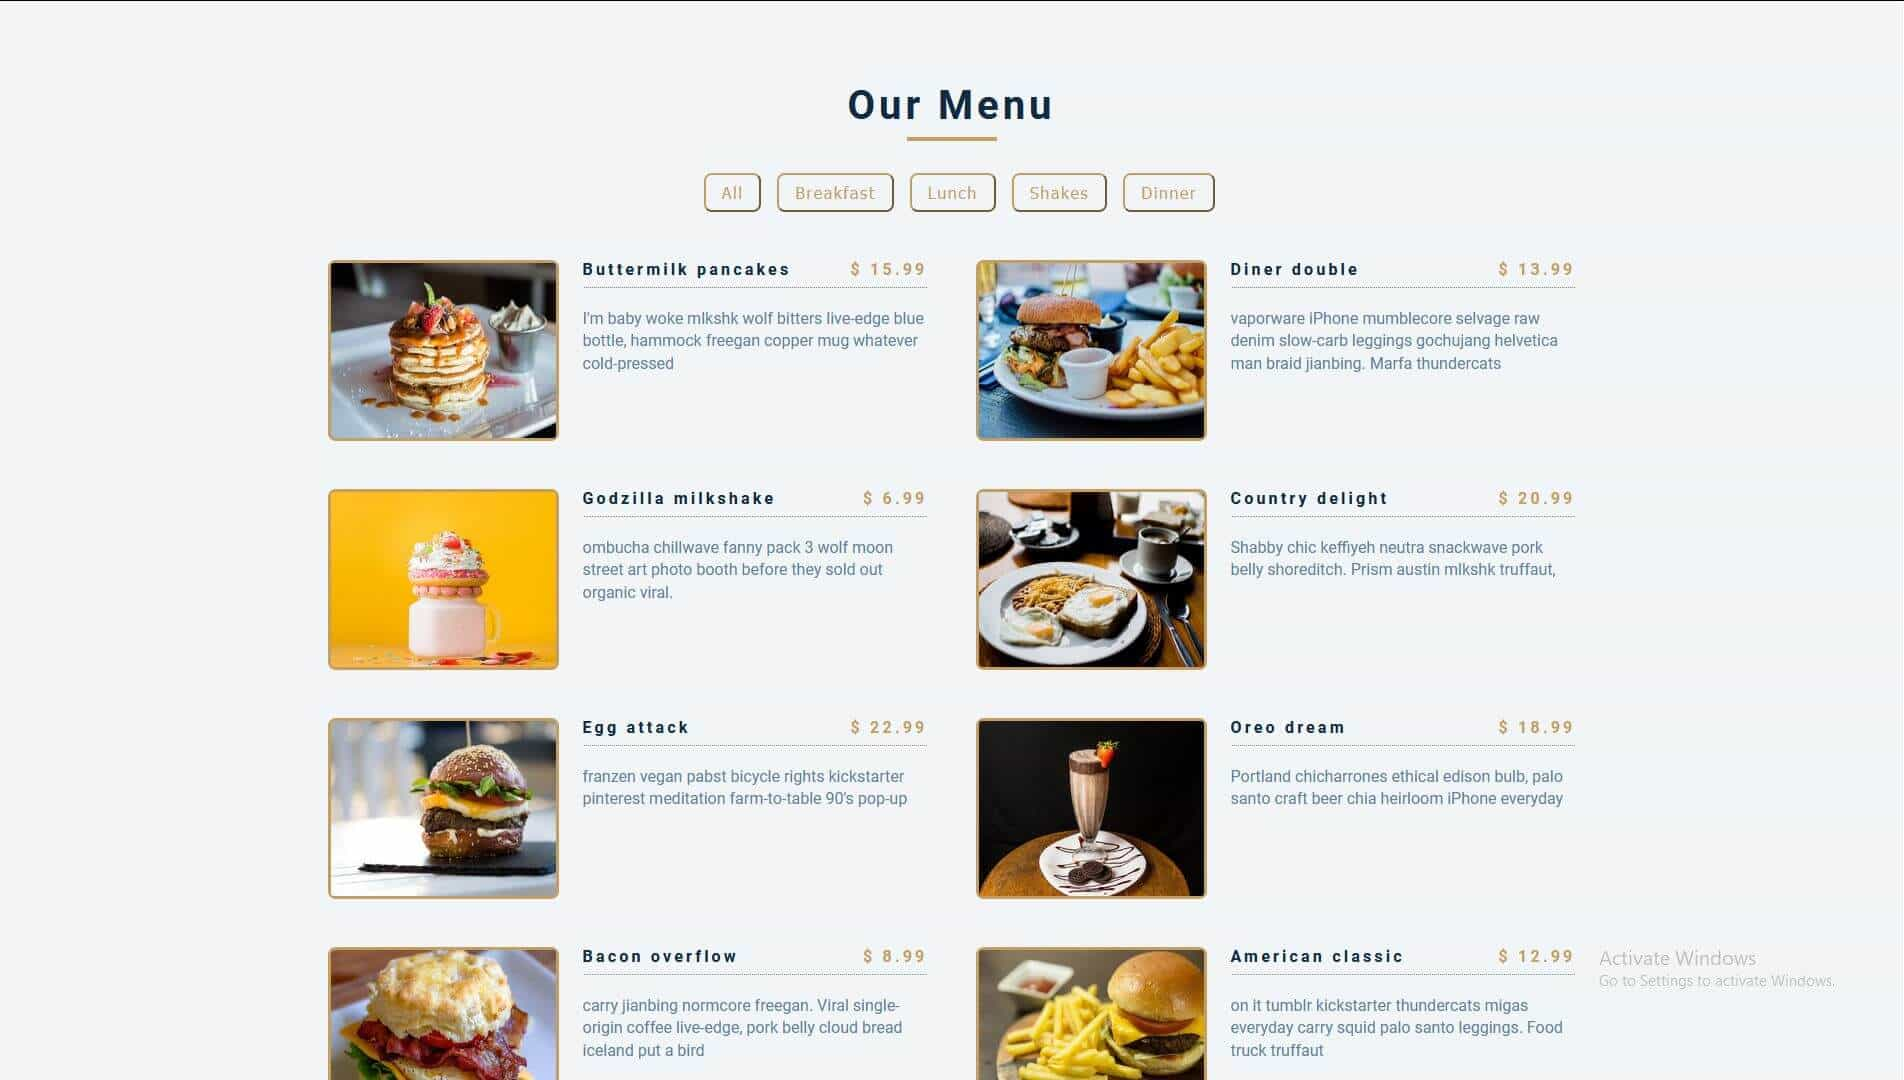 Our Menu
All
Breakfast
Lunch
Shakes
Dinner
Buttermilk pancakes $ 15.99
I'm baby woke mlkshk wolf bitters live-edge blue
bottle, hammock freegan copper mug whatever
cold-pressed
Diner double $ 13.99
vaporware iPhone mumblecore selvage raw
denim slow-carb leggings gochujang helvetica
man braid jianbing. Marfa thundercats
Godzilla milkshake $ 6.99
ombucha chillwave fanny pack 3 wolf moon
street art photo booth before they sold out
organic viral.
Country delight $ 20.99
Shabby chic keffiyeh neutra snackwave pork
belly shoreditch. Prism austin mlkshk truffaut,
Egg attack $ 22.99
franzen vegan pabst bicycle rights kickstarter
pinterest meditation farm-to-table 90's pop-up
Oreo dream $ 18.99
Portland chicharrones ethical edison bulb, palo
santo craft beer chia heirloom iPhone everyday
Bacon overflow $ 8.99
carry jianbing normcore freegan. Viral single-
origin coffee live-edge, pork belly cloud bread
iceland put a bird
American classic $ 12.99
on it tumblr kickstarter thundercats migas
everyday carry squid palo santo leggings. Food
truck truffaut
Activate Windows
Go to Settings to activate Windows.